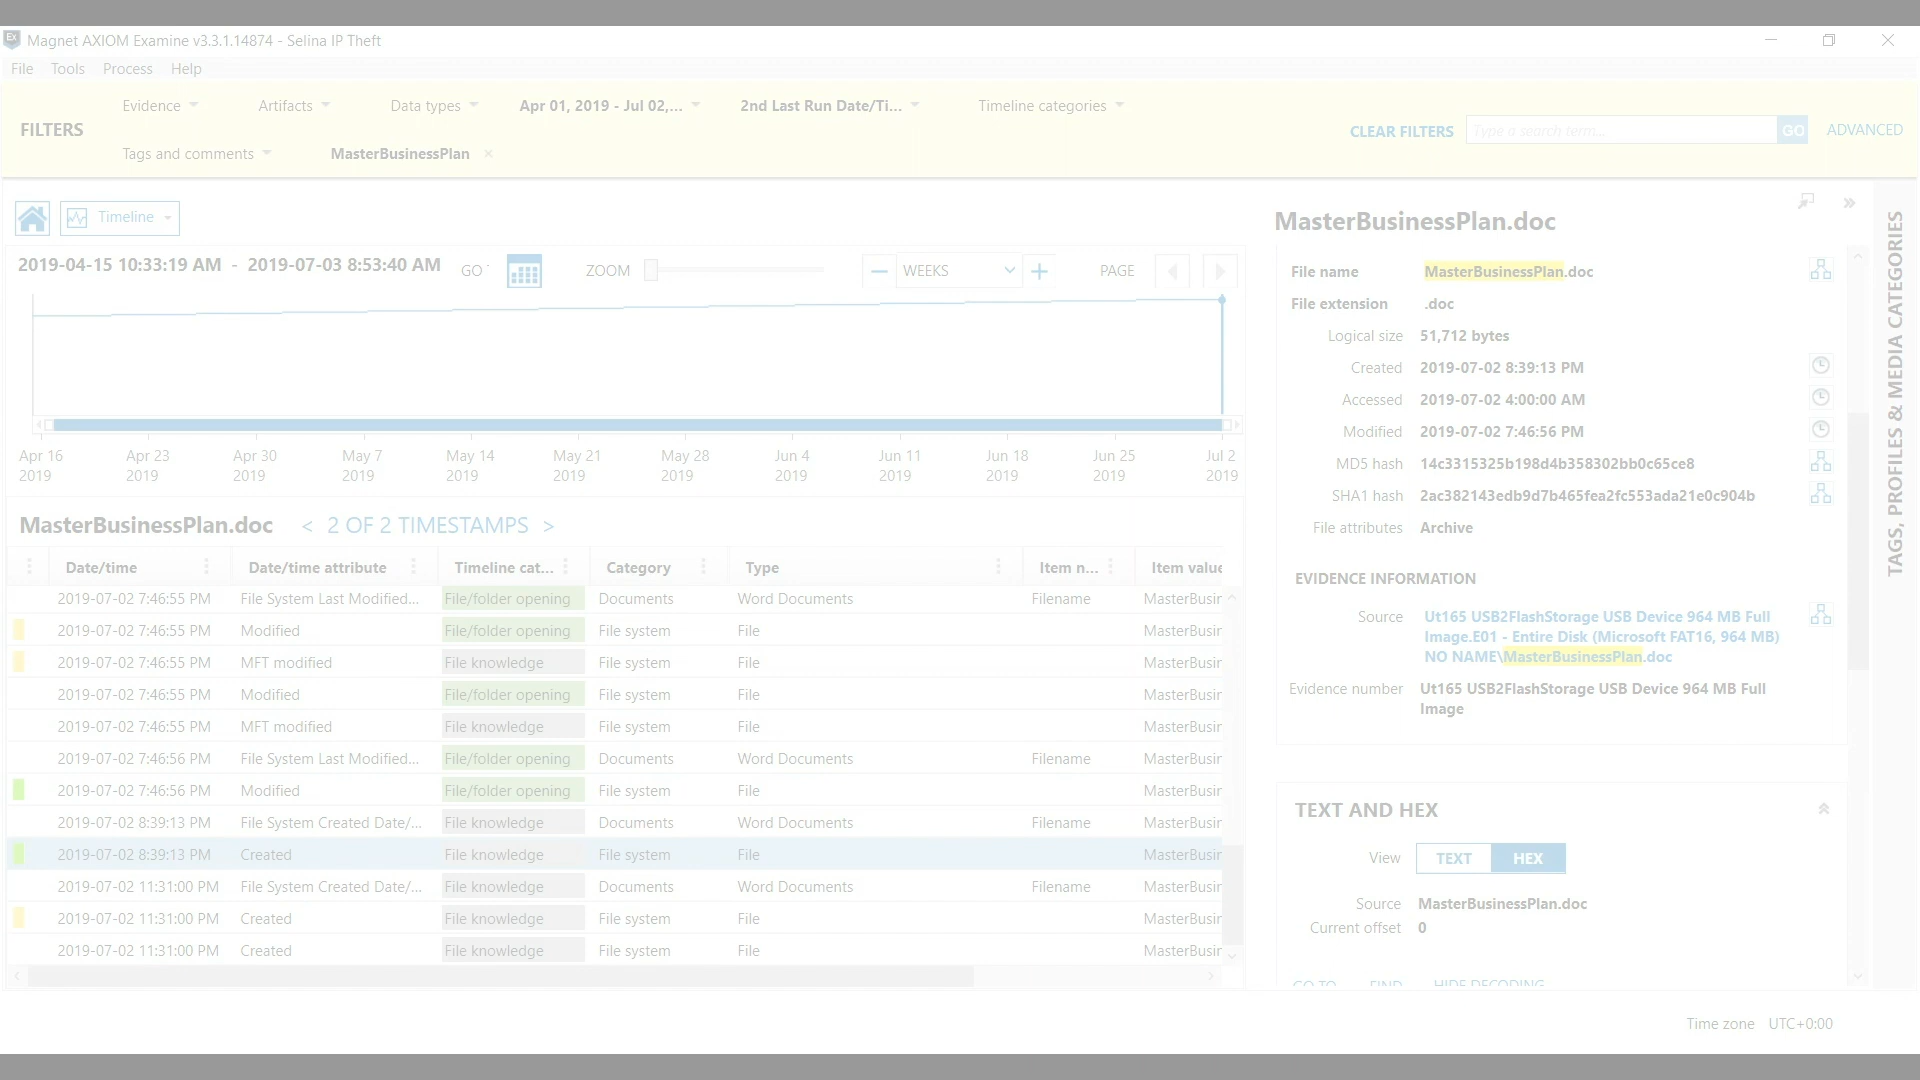 Magnet AXIOM Examine v3.3.1.14874 - Selina IP Theft
File Tools Process Help
FILTERS
Evidence Artifacts Data types Apr 01, 2019 - Jul 02,... 2nd Last Run Date/Ti... Timeline categories
Tags and comments MasterBusinessPlan
CLEAR FILTERS Type a search term... GO ADVANCED
Timeline
2019-04-15 10:33:19 AM - 2019-07-03 8:53:40 AM GO ZOOM WEEKS PAGE
Apr 16 2019
Apr 23 2019
Apr 30 2019
May 7 2019
May 14 2019
May 21 2019
May 28 2019
Jun 4 2019
Jun 11 2019
Jun 18 2019
Jun 25 2019
Jul 2 2019
MasterBusinessPlan.doc < 2 OF 2 TIMESTAMPS >
Date/time Date/time attribute Timeline cat... Category Type Item n... Item value
2019-07-02 7:46:55 PM File System Last Modified... File/folder opening Documents Word Documents Filename MasterBusin
2019-07-02 7:46:55 PM Modified File/folder opening File system File MasterBusin
2019-07-02 7:46:55 PM MFT modified File knowledge File system File MasterBusin
2019-07-02 7:46:55 PM Modified File/folder opening File system File MasterBusin
2019-07-02 7:46:55 PM MFT modified File knowledge File system File MasterBusin
2019-07-02 7:46:56 PM File System Last Modified... File/folder opening Documents Word Documents Filename MasterBusin
2019-07-02 7:46:56 PM Modified File/folder opening File system File MasterBusin
2019-07-02 8:39:13 PM File System Created Date/... File knowledge Documents Word Documents Filename MasterBusin
2019-07-02 8:39:13 PM Created File knowledge File system File MasterBusin
2019-07-02 11:31:00 PM File System Created Date/... File knowledge Documents Word Documents Filename MasterBusin
2019-07-02 11:31:00 PM Created File knowledge File system File MasterBusin
2019-07-02 11:31:00 PM Created File knowledge File system File MasterBusin
MasterBusinessPlan.doc
File name MasterBusinessPlan.doc
File extension .doc
Logical size 51,712 bytes
Created 2019-07-02 8:39:13 PM
Accessed 2019-07-02 4:00:00 AM
Modified 2019-07-02 7:46:56 PM
MD5 hash 14c3315325b198d4b358302bb0c65ce8
SHA1 hash 2ac382143edb9d7b465fea2fc553ada21e0c904b
File attributes Archive
EVIDENCE INFORMATION
Source Ut165 USB2FlashStorage USB Device 964 MB Full
Image.E01 - Entire Disk (Microsoft FAT16, 964 MB)
NO NAME\MasterBusinessPlan.doc
Evidence number Ut165 USB2FlashStorage USB Device 964 MB Full
Image
TEXT AND HEX
View TEXT HEX
Source MasterBusinessPlan.doc
Current offset 0
GO TO FIND HIDE DECODING
TAGS, PROFILES & MEDIA CATEGORIES
Time zone UTC+0:00